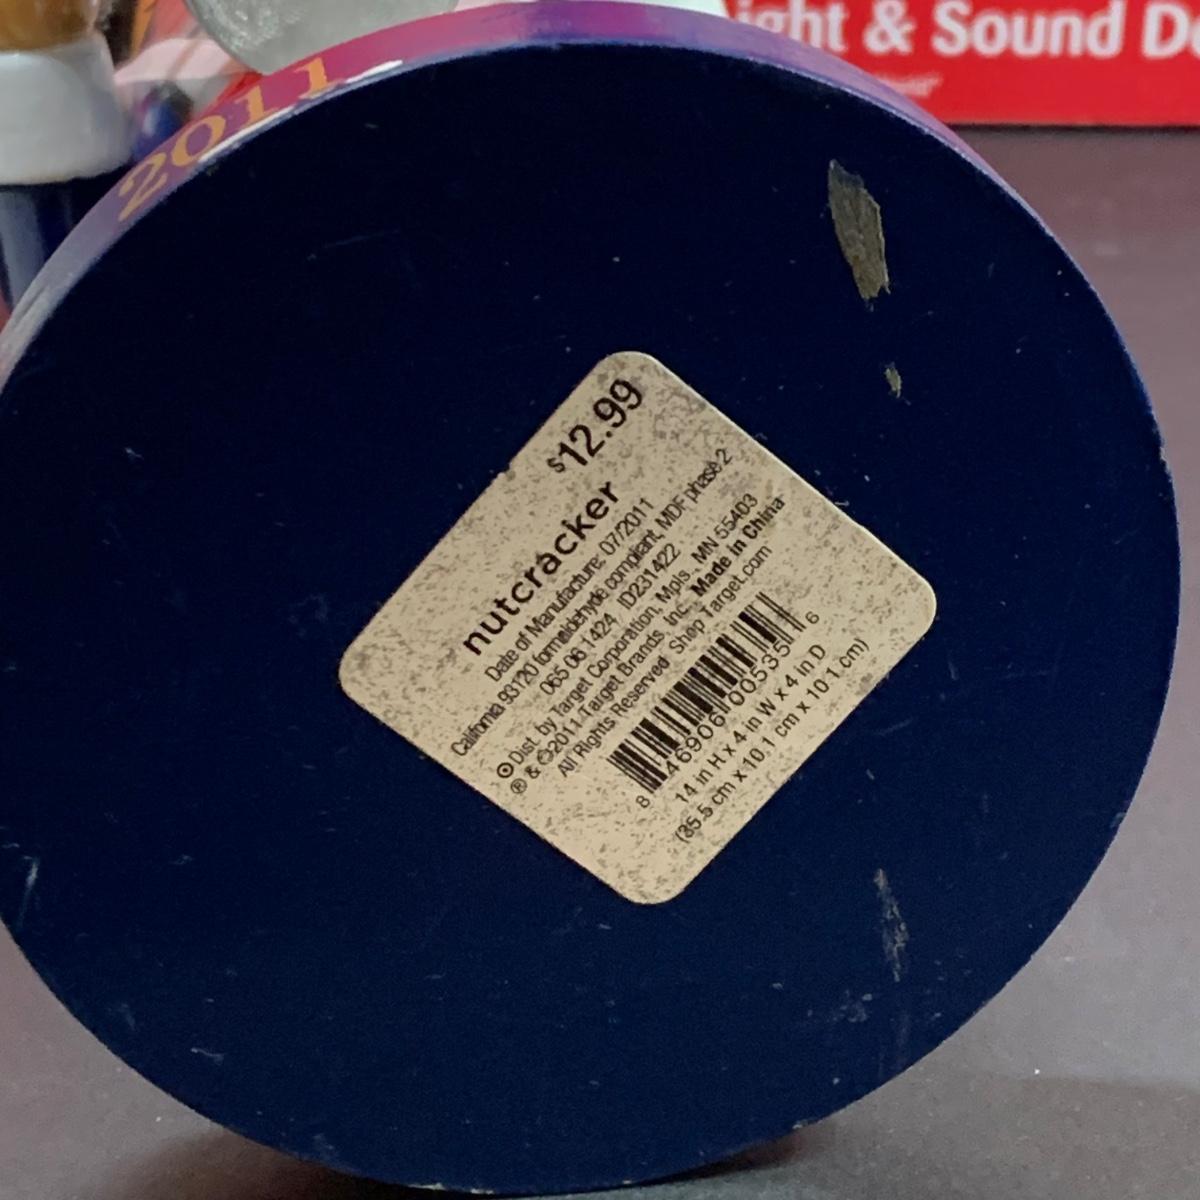 ight & Sound De
2011
$12.99
nutcracker
Date of Manufacture: 07/2011
California 93120 formaldehyde compliant, MDF phase 2
065 06 1424 ID231422
Dist. by Target Corporation, Mpls., MN 55403
® & ©2011 Target Brands, Inc. Made in China
All Rights Reserved Shop Target.com
8 46906 00535 6
14 in H x 4 in W x 4 in D
(35.5 cm x 10.1 cm x 10.1 cm)